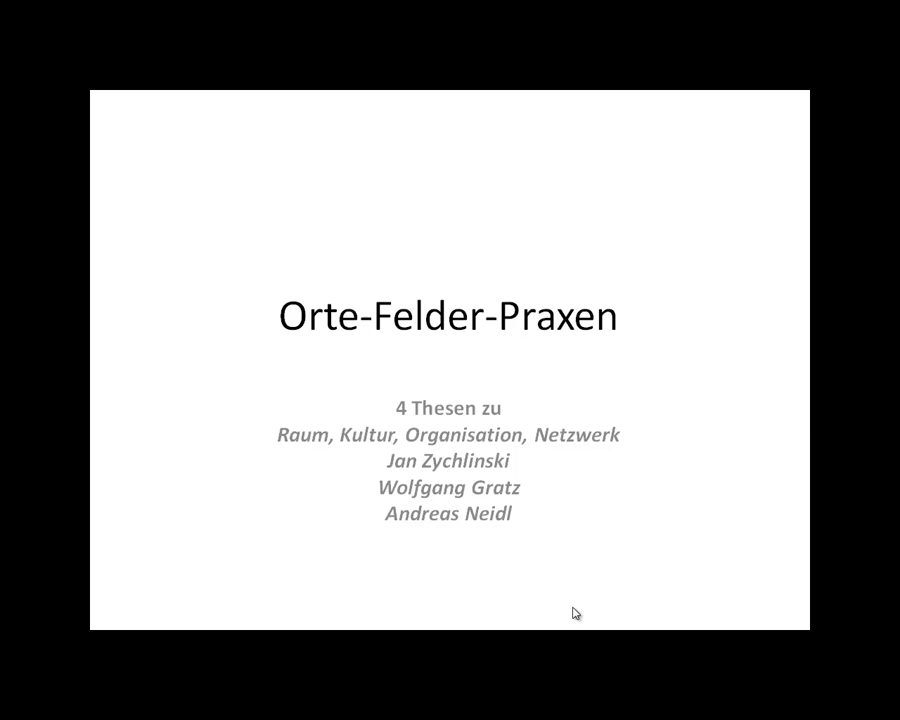 Orte-Felder-Praxen
4 Thesen zu
Raum, Kultur, Organisation, Netzwerk
Jan Zychlinski
Wolfgang Gratz
Andreas Neidl